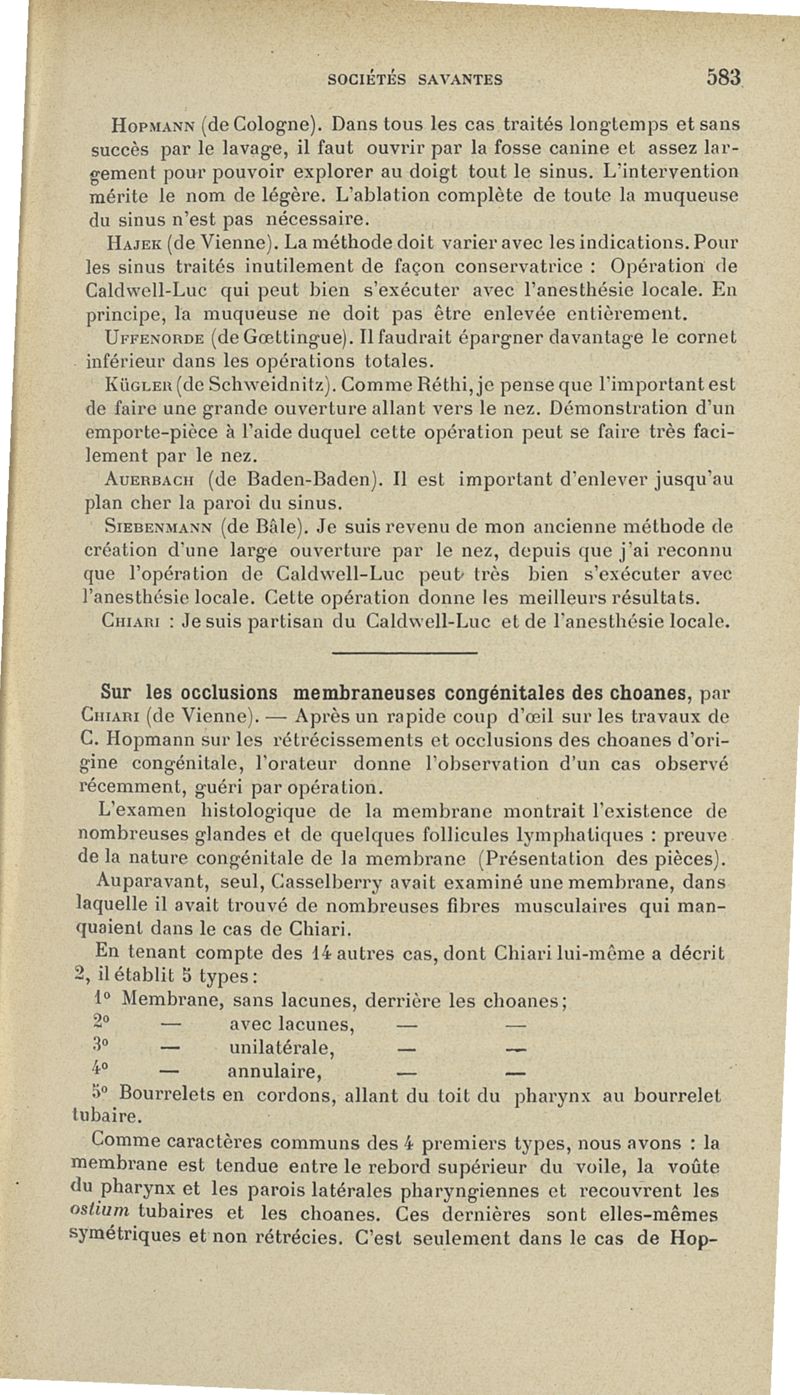 SOCIÉTÉS SAVANTES 583
HOPMANN (de Cologne). Dans tous les cas traités longtemps et sans
succès par le lavage, il faut ouvrir par la fosse canine et assez lar-
gement pour pouvoir explorer au doigt tout le sinus. L'intervention
mérite le nom de légère. L'ablation complète de toute la muqueuse
du sinus n'est pas nécessaire.
HAJEK (de Vienne). La méthode doit varier avec les indications. Pour
les sinus traités inutilement de façon conservatrice : Opération de
Caldwell-Luc qui peut bien s'exécuter avec l'anesthésie locale. En
principe, la muqueuse ne doit pas être enlevée entièrement.
UFFENORDE (de Gœttingue). Il faudrait épargner davantage le cornet
inférieur dans les opérations totales.
KÜGLER (de Schweidnitz). Comme Réthi, je pense que l'important est
de faire une grande ouverture allant vers le nez. Démonstration d'un
emporte-pièce à l'aide duquel cette opération peut se faire très faci-
lement par le nez.
AUERBACH (de Baden-Baden). Il est important d'enlever jusqu'au
plan cher la paroi du sinus.
SIEBENMANN (de Bâle). Je suis revenu de mon ancienne méthode de
création d'une large ouverture par le nez, depuis que j'ai reconnu
que l'opération de Caldwell-Luc peut très bien s'exécuter avec
l'anesthésie locale. Cette opération donne les meilleurs résultats.
CHIARI : Je suis partisan du Caldwell-Luc et de l'anesthésie locale.
Sur les occlusions membraneuses congénitales des choanes, par
CHIARI (de Vienne). — Après un rapide coup d'œil sur les travaux de
C. Hopmann sur les rétrécissements et occlusions des choanes d'ori-
gine congénitale, l'orateur donne l'observation d'un cas observé
récemment, guéri par opération.
L'examen histologique de la membrane montrait l'existence de
nombreuses glandes et de quelques follicules lymphatiques : preuve
de la nature congénitale de la membrane (Présentation des pièces).
Auparavant, seul, Casselberry avait examiné une membrane, dans
laquelle il avait trouvé de nombreuses fibres musculaires qui man-
quaient dans le cas de Chiari.
En tenant compte des 14 autres cas, dont Chiari lui-même a décrit
2, il établit 5 types :
1° Membrane, sans lacunes, derrière les choanes;
2° — avec lacunes, — —
3° — unilatérale, — —
4° — annulaire, — —
5° Bourrelets en cordons, allant du toit du pharynx au bourrelet
tubaire.
Comme caractères communs des 4 premiers types, nous avons : la
membrane est tendue entre le rebord supérieur du voile, la voûte
du pharynx et les parois latérales pharyngiennes et recouvrent les
ostium tubaires et les choanes. Ces dernières sont elles-mêmes
symétriques et non rétrécies. C'est seulement dans le cas de Hop-